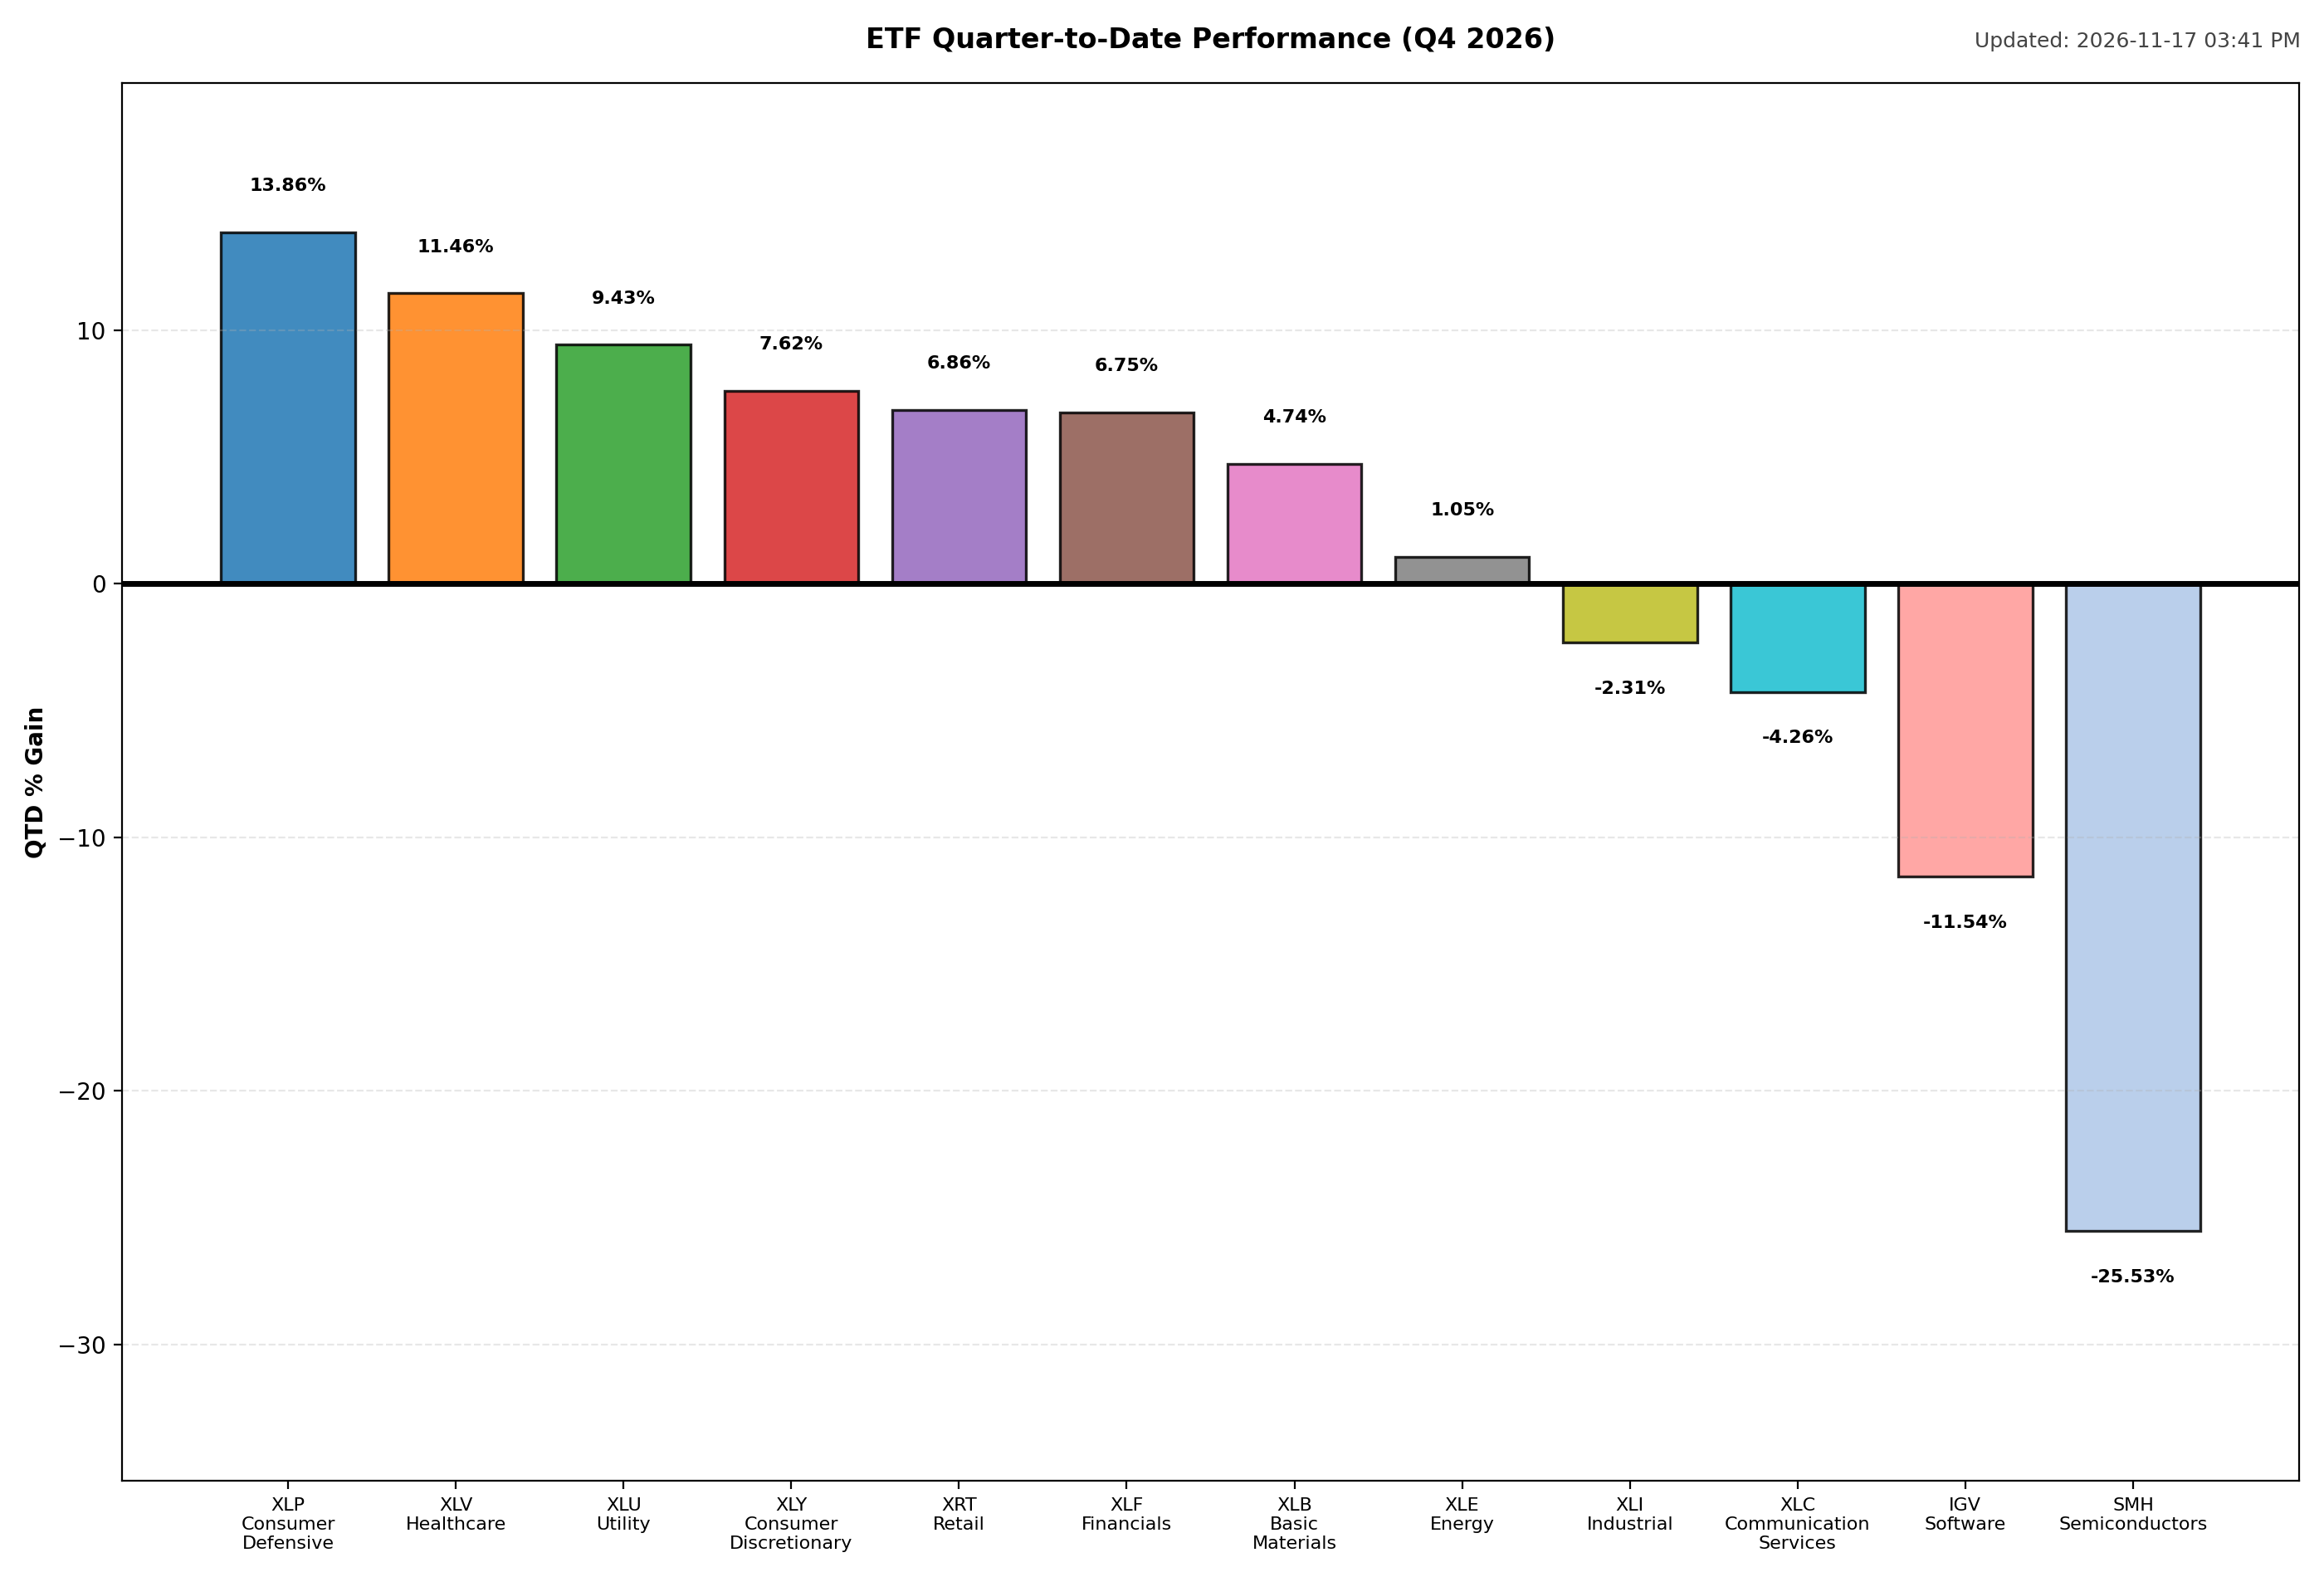 ETF Quarter-to-Date Performance (Q4 2026)
Updated: 2026-11-17 03:41 PM
QTD % Gain
10
0
−10
−20
−30
13.86%
11.46%
9.43%
7.62%
6.86%
6.75%
4.74%
1.05%
-2.31%
-4.26%
-11.54%
-25.53%
XLP
Consumer
Defensive
XLV
Healthcare
XLU
Utility
XLY
Consumer
Discretionary
XRT
Retail
XLF
Financials
XLB
Basic
Materials
XLE
Energy
XLI
Industrial
XLC
Communication
Services
IGV
Software
SMH
Semiconductors